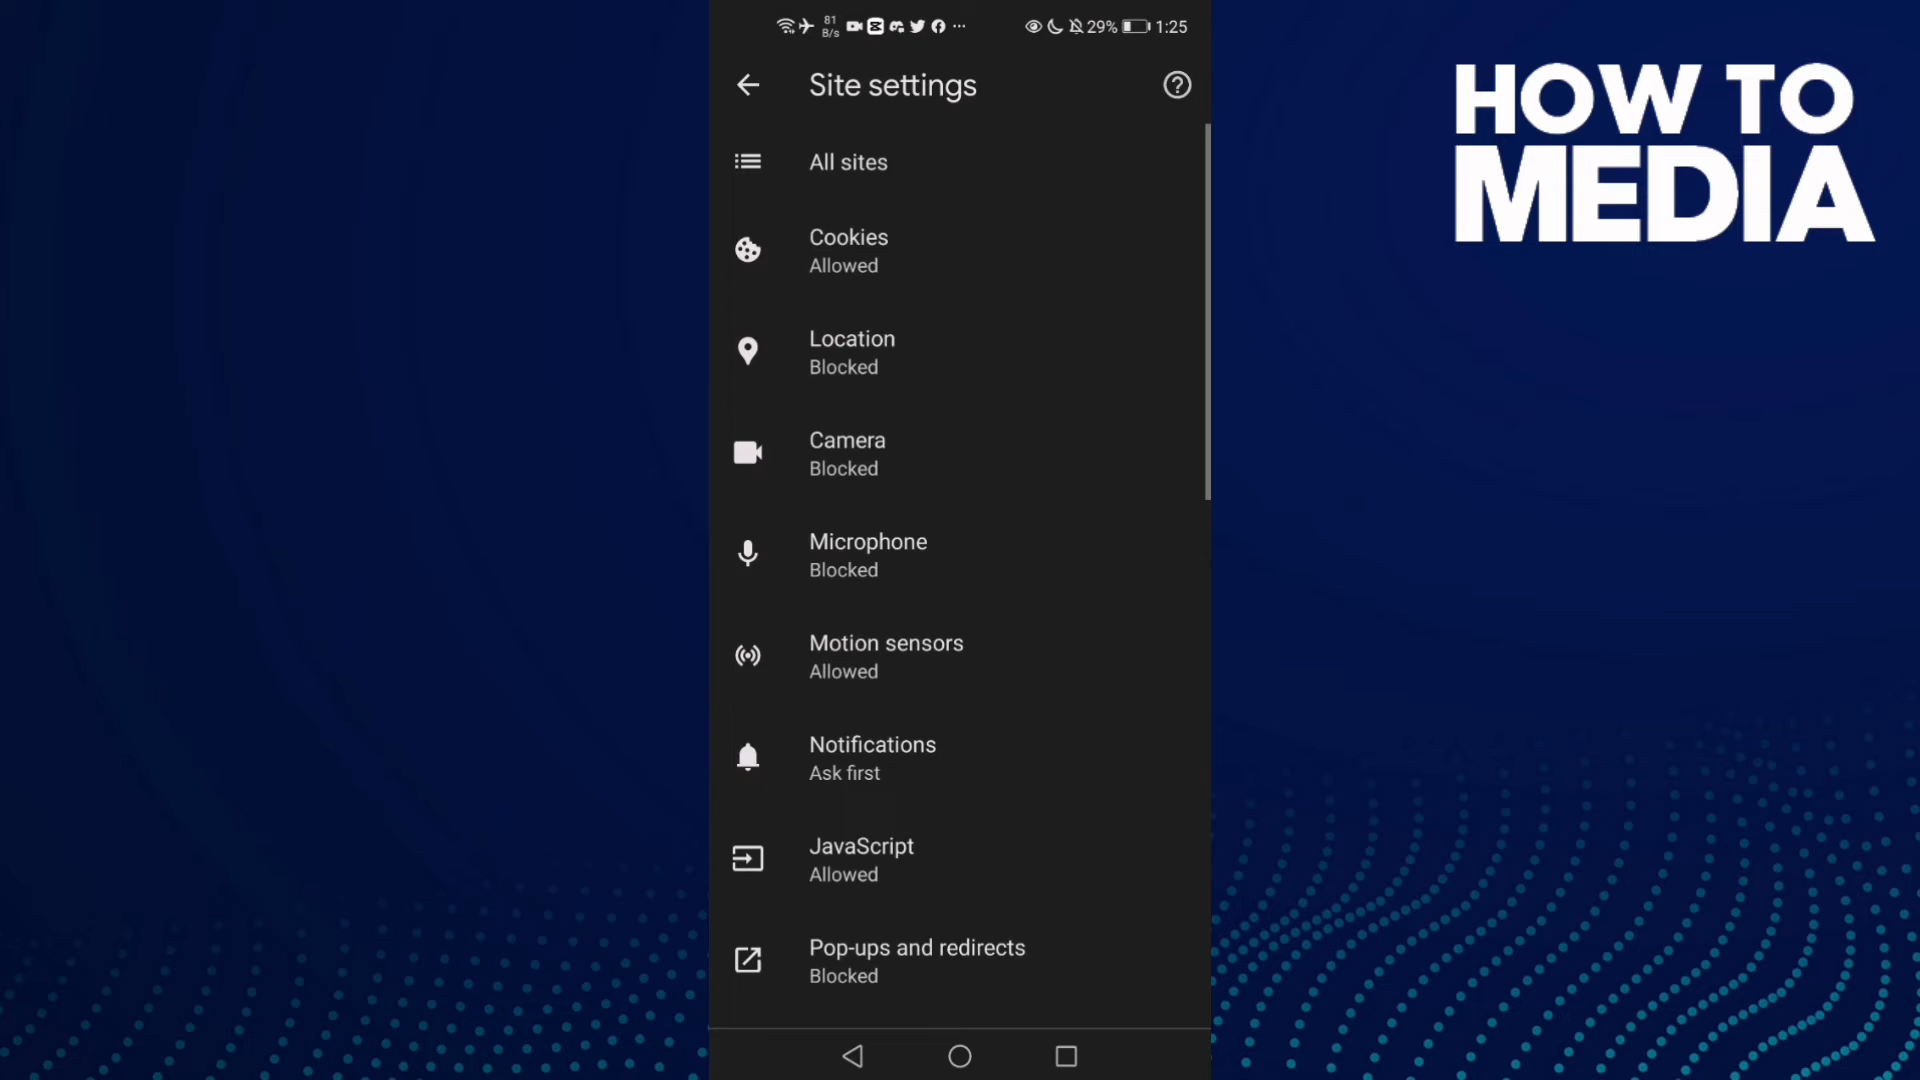 81
B/s
29%
1:25
Site settings
HOW TO
MEDIA
All sites
Cookies
Allowed
Location
Blocked
Camera
Blocked
Microphone
Blocked
Motion sensors
Allowed
Notifications
Ask first
JavaScript
Allowed
Pop-ups and redirects
Blocked